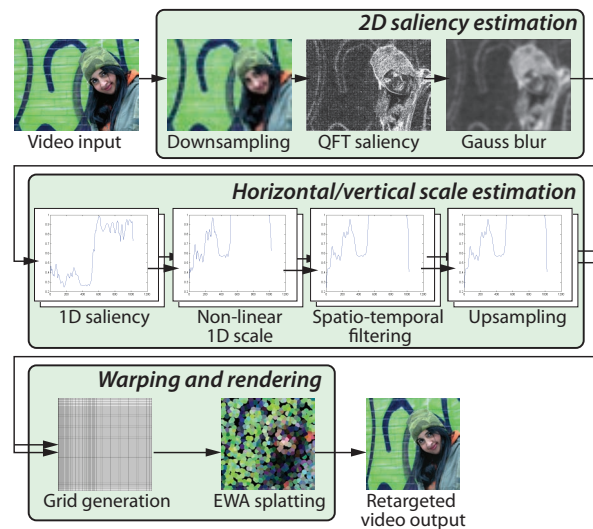 2D saliency estimation
Video input
Downsampling
QFT saliency
Gauss blur
Horizontal/vertical scale estimation
1D saliency
Non-linear
1D scale
Spatio-temporal
filtering
Upsampling
Warping and rendering
Grid generation
EWA splatting
Retargeted
video output